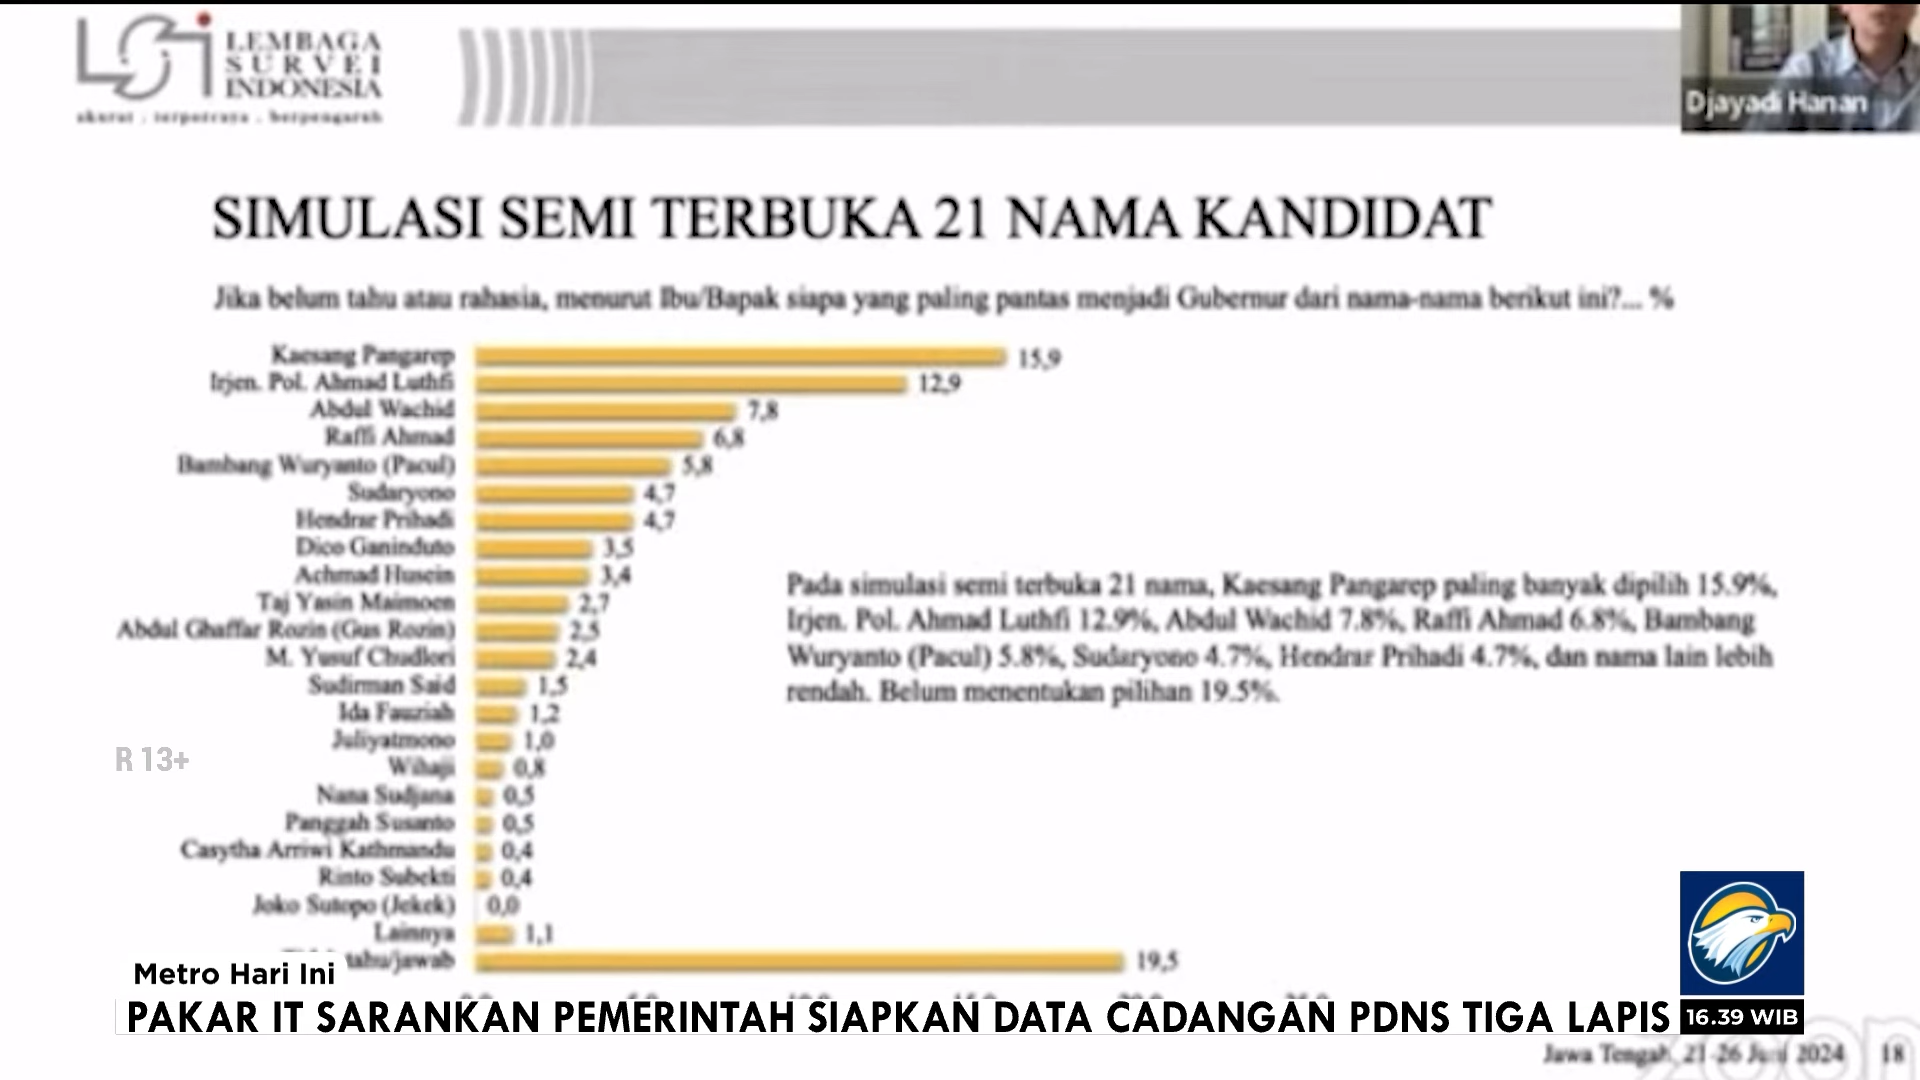 LSi LEMBAGA
SURVEI
INDONESIA
akurat . terpercaya . berpengaruh
Djayadi Hanan
SIMULASI SEMI TERBUKA 21 NAMA KANDIDAT
Jika belum tahu atau rahasia, menurut Ibu/Bapak siapa yang paling pantas menjadi Gubernur dari nama-nama berikut ini?... %
Kaesang Pangarep 15,9
Irjen. Pol. Ahmad Luthfi 12,9
Abdul Wachid 7,8
Raffi Ahmad 6,8
Bambang Wuryanto (Pacul) 5,8
Sudaryono 4,7
Hendrar Prihadi 4,7
Dico Ganinduto 3,5
Achmad Husein 3,4
Taj Yasin Maimoen 2,7
Abdul Ghaffar Rozin (Gus Rozin) 2,5
M. Yusuf Chudlori 2,4
Sudirman Said 1,5
Ida Fauziah 1,2
Juliyatmono 1,0
Wihaji 0,8
Nana Sudjana 0,5
Panggah Susanto 0,5
Casytha Arriwi Kathmandu 0,4
Rinto Subekti 0,4
Joko Sutopo (Jekek) 0,0
Lainnya 1,1
tahu/jawab 19,5
Pada simulasi semi terbuka 21 nama, Kaesang Pangarep paling banyak dipilih 15.9%,
Irjen. Pol. Ahmad Luthfi 12.9%, Abdul Wachid 7.8%, Raffi Ahmad 6.8%, Bambang
Wuryanto (Pacul) 5.8%, Sudaryono 4.7%, Hendrar Prihadi 4.7%, dan nama lain lebih
rendah. Belum menentukan pilihan 19.5%.
R 13+
Metro Hari Ini
PAKAR IT SARANKAN PEMERINTAH SIAPKAN DATA CADANGAN PDNS TIGA LAPIS
16.39 WIB
Jawa Tengah, 21-26 Juni 2024 18
zoom